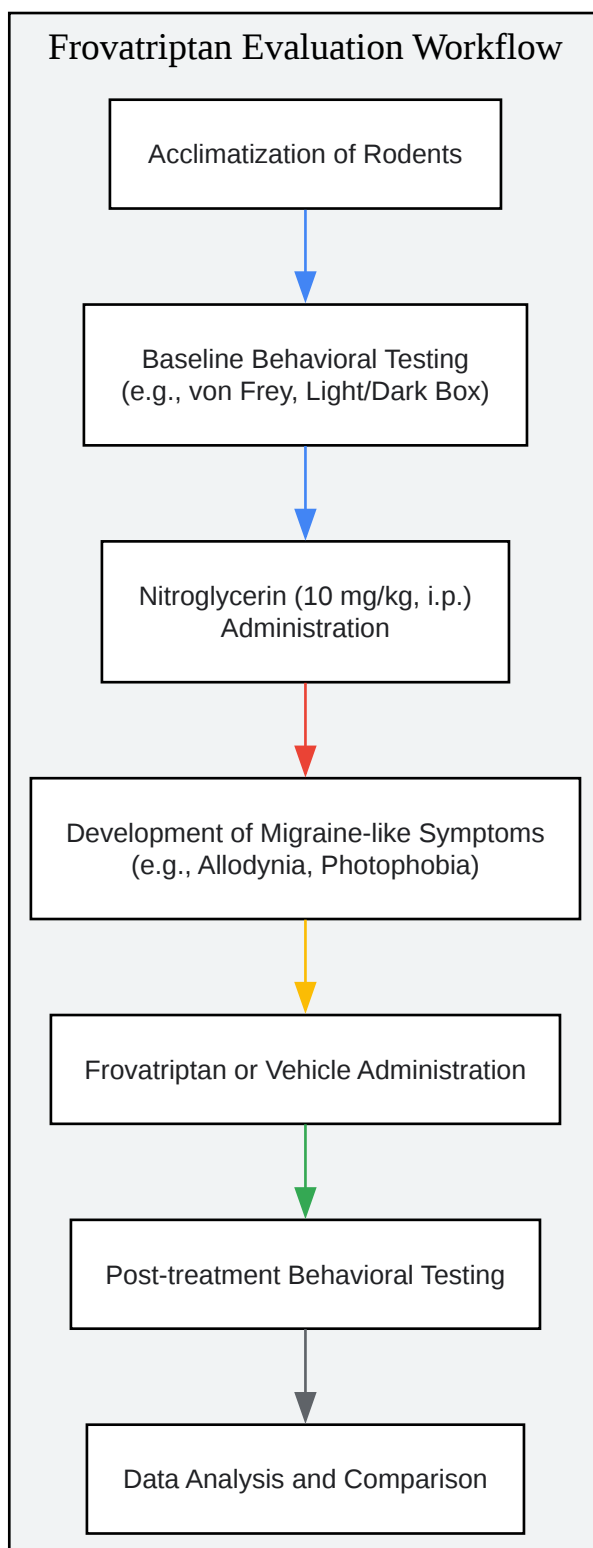 Frovatriptan Evaluation Workflow
Acclimatization of Rodents
Baseline Behavioral Testing
(e.g., von Frey, Light/Dark Box)
Nitroglycerin (10 mg/kg, i.p.)
Administration
Development of Migraine-like Symptoms
(e.g., Allodynia, Photophobia)
Frovatriptan or Vehicle Administration
Post-treatment Behavioral Testing
Data Analysis and Comparison